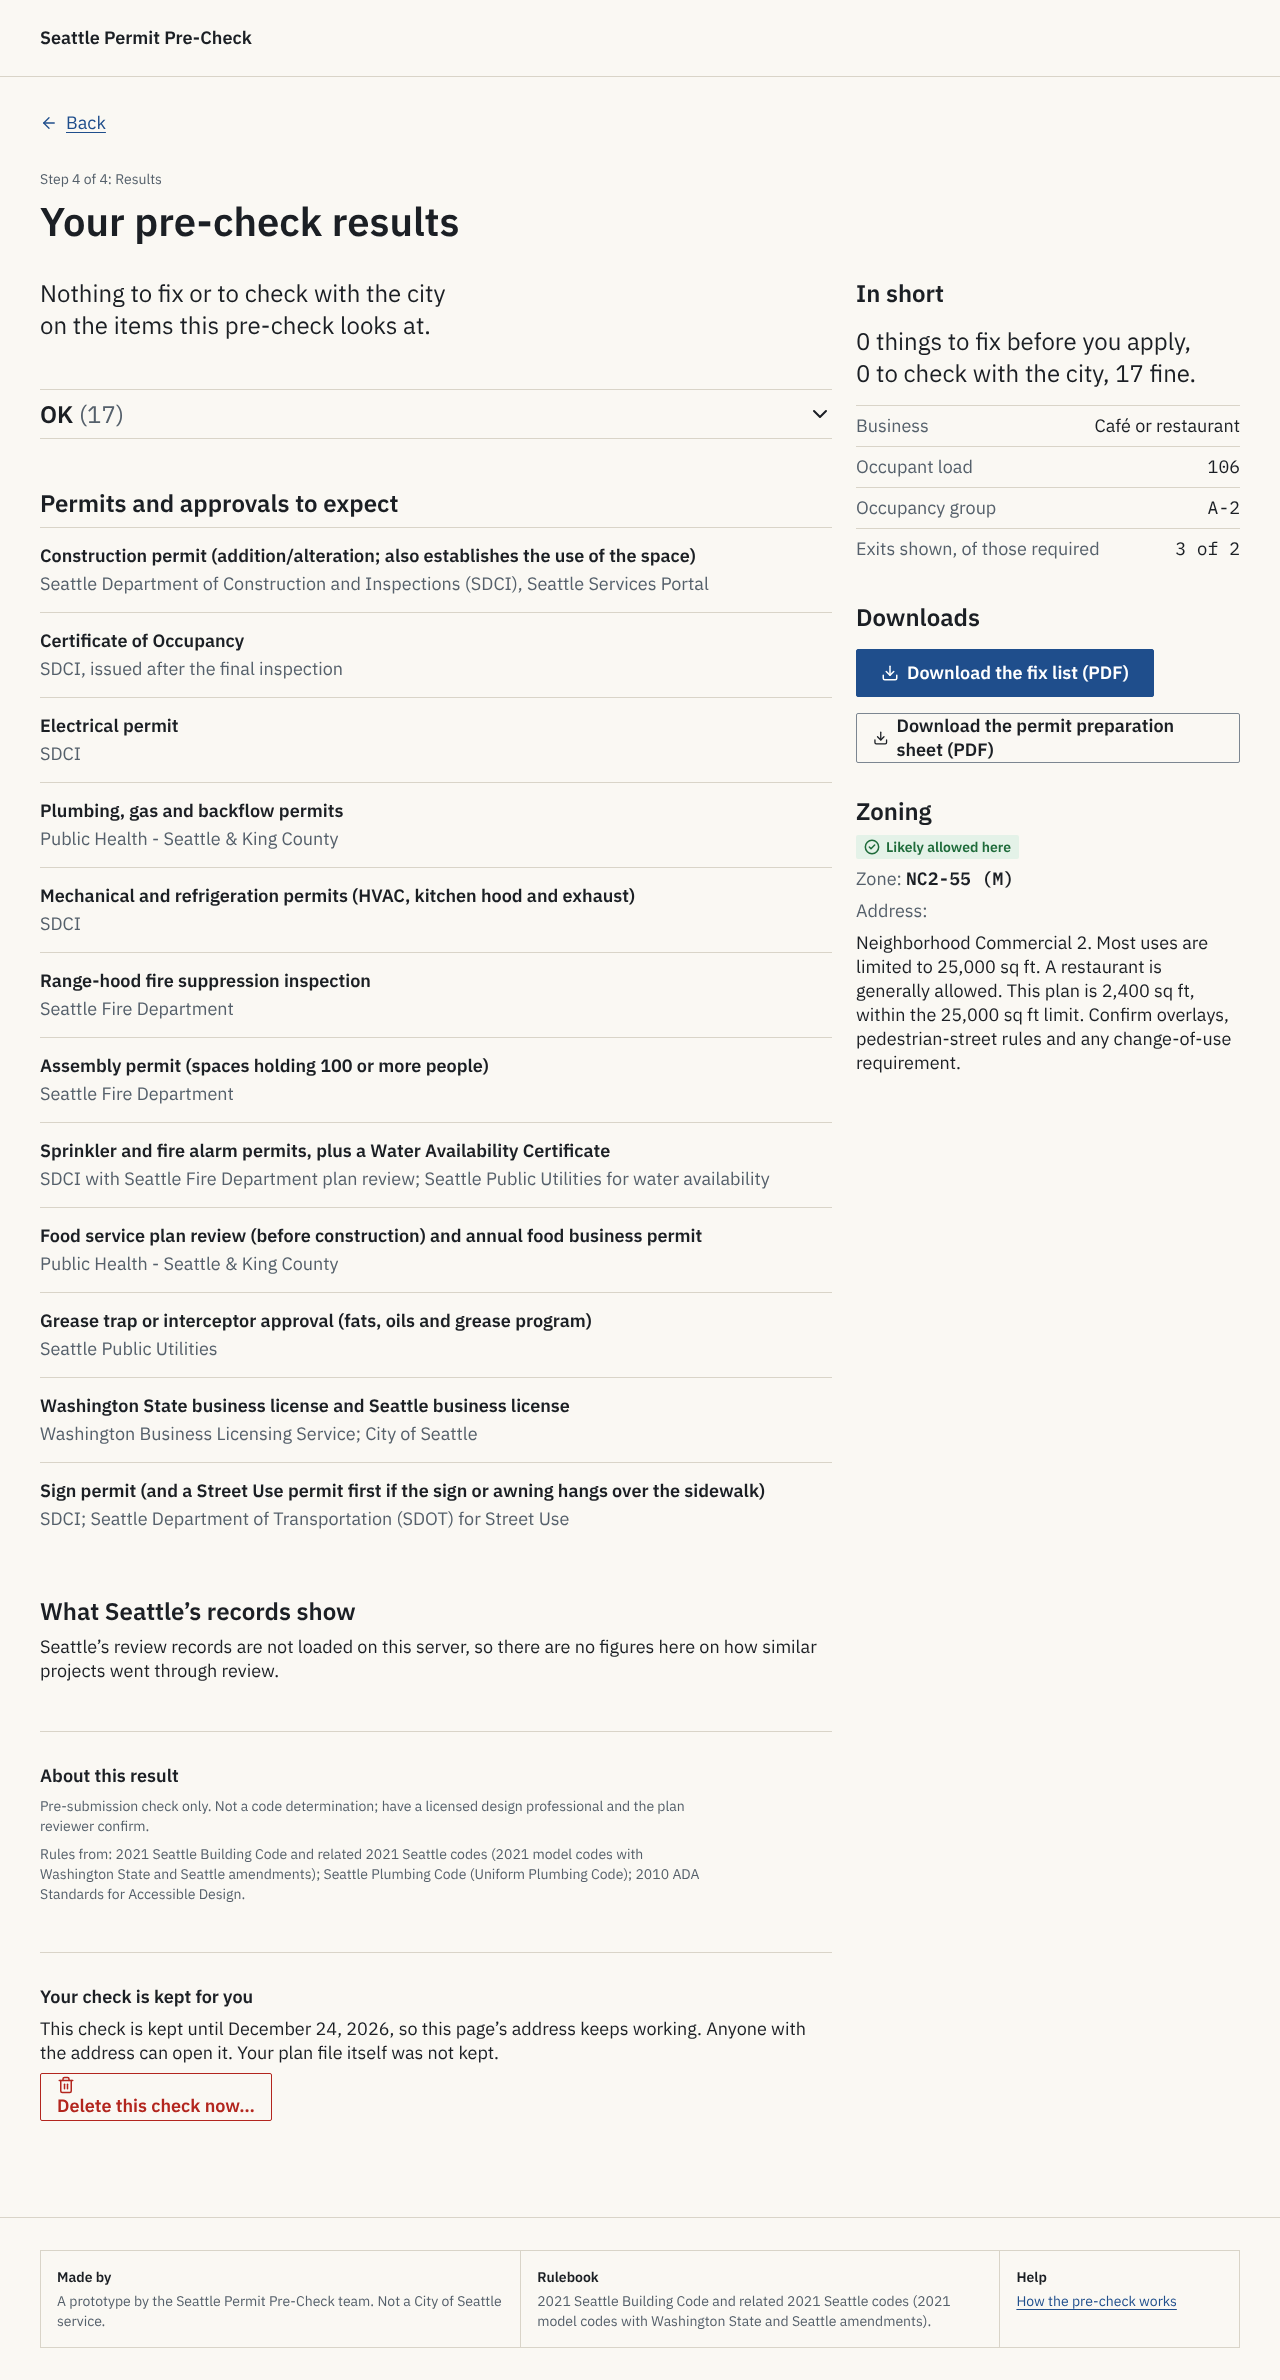 Seattle Permit Pre-Check
Back
Step 4 of 4: Results
Your pre-check results
Nothing to fix or to check with the city
on the items this pre-check looks at.
OK (17)
Permits and approvals to expect
Construction permit (addition/alteration; also establishes the use of the space)
Seattle Department of Construction and Inspections (SDCI), Seattle Services Portal
Certificate of Occupancy
SDCI, issued after the final inspection
Electrical permit
SDCI
Plumbing, gas and backflow permits
Public Health - Seattle & King County
Mechanical and refrigeration permits (HVAC, kitchen hood and exhaust)
SDCI
Range-hood fire suppression inspection
Seattle Fire Department
Assembly permit (spaces holding 100 or more people)
Seattle Fire Department
Sprinkler and fire alarm permits, plus a Water Availability Certificate
SDCI with Seattle Fire Department plan review; Seattle Public Utilities for water availability
Food service plan review (before construction) and annual food business permit
Public Health - Seattle & King County
Grease trap or interceptor approval (fats, oils and grease program)
Seattle Public Utilities
Washington State business license and Seattle business license
Washington Business Licensing Service; City of Seattle
Sign permit (and a Street Use permit first if the sign or awning hangs over the sidewalk)
SDCI; Seattle Department of Transportation (SDOT) for Street Use
What Seattle’s records show
Seattle’s review records are not loaded on this server, so there are no figures here on how similar
projects went through review.
About this result
Pre-submission check only. Not a code determination; have a licensed design professional and the plan
reviewer confirm.
Rules from: 2021 Seattle Building Code and related 2021 Seattle codes (2021 model codes with
Washington State and Seattle amendments); Seattle Plumbing Code (Uniform Plumbing Code); 2010 ADA
Standards for Accessible Design.
Your check is kept for you
This check is kept until December 24, 2026, so this page’s address keeps working. Anyone with
the address can open it. Your plan file itself was not kept.
Delete this check now...
In short
0 things to fix before you apply,
0 to check with the city, 17 fine.
Business Café or restaurant
Occupant load 106
Occupancy group A-2
Exits shown, of those required 3 of 2
Downloads
Download the fix list (PDF)
Download the permit preparation
sheet (PDF)
Zoning
Likely allowed here
Zone: NC2-55 (M)
Address:
Neighborhood Commercial 2. Most uses are
limited to 25,000 sq ft. A restaurant is
generally allowed. This plan is 2,400 sq ft,
within the 25,000 sq ft limit. Confirm overlays,
pedestrian-street rules and any change-of-use
requirement.
Made by
A prototype by the Seattle Permit Pre-Check team. Not a City of Seattle
service.
Rulebook
2021 Seattle Building Code and related 2021 Seattle codes (2021
model codes with Washington State and Seattle amendments).
Help
How the pre-check works